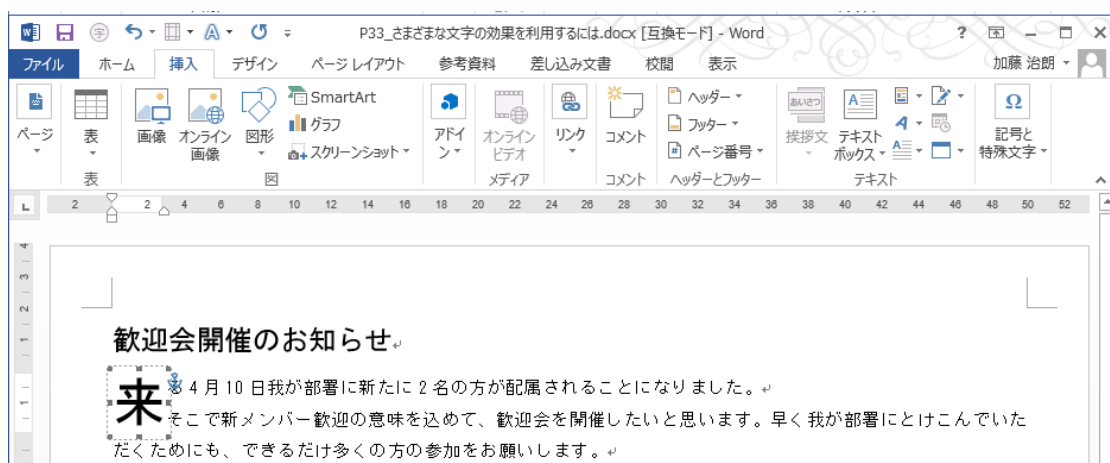 P33_さまざまな文字の効果を利用するには.docx [互換モード] - Word
?
ファイル ホーム 挿入 デザイン ページ レイアウト 参考資料 差し込み文書 校閲 表示 加藤 治朗
ページ
表
画像
オンライン画像
図形
SmartArt
グラフ
スクリーンショット
アドイン
オンラインビデオ
リンク
コメント
ヘッダー
フッター
ページ番号
挨拶文
あいさつ
テキストボックス
記号と特殊文字
表 図 メディア コメント ヘッダーとフッター テキスト
2 2 4 6 8 10 12 14 16 18 20 22 24 26 28 30 32 34 36 38 40 42 44 46 48 50 52
歓迎会開催のお知らせ
来る 4 月 10 日我が部署に新たに 2 名の方が配属されることになりました。
そこで新メンバー歓迎の意味を込めて、歓迎会を開催したいと思います。早く我が部署にとけこんでいた
だくためにも、できるだけ多くの方の参加をお願いします。